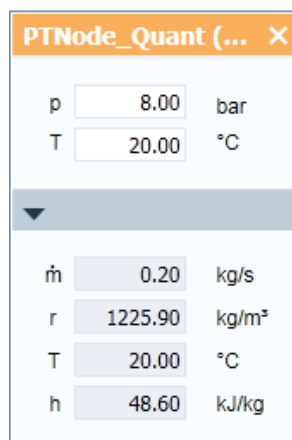 PTNode_Quant (... ×
p 8.00 bar
T 20.00 °C
ṁ 0.20 kg/s
r 1225.90 kg/m³
T 20.00 °C
h 48.60 kJ/kg